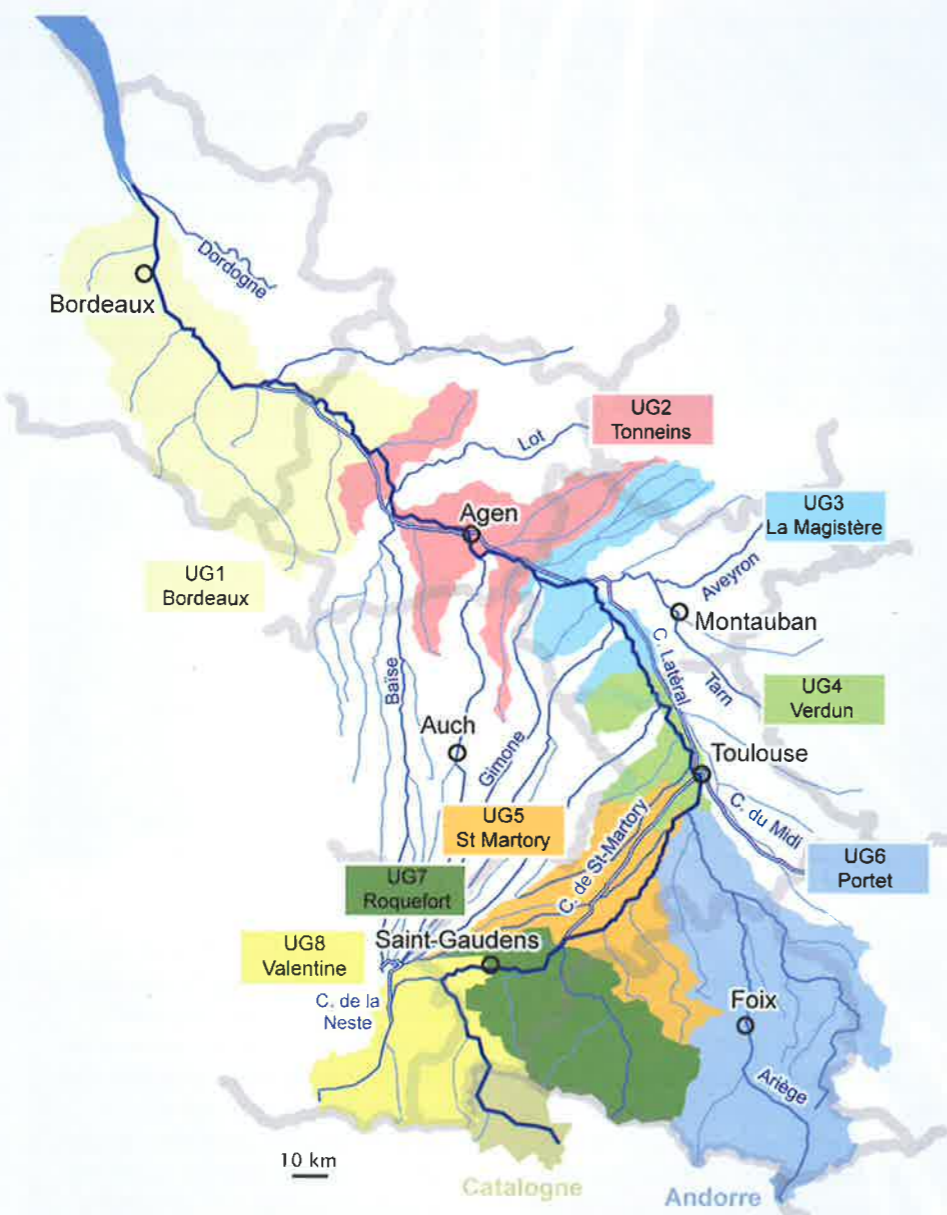 Dordogne
Bordeaux
UG2
Tonneins
Lot
Agen
UG3
La Magistère
Aveyron
UG1
Bordeaux
Montauban
C. Latéral
Tarn
Baïse
UG4
Verdun
Auch
Gimone
Toulouse
UG5
St Martory
C. du Midi
C. de St-Martory
UG6
Portet
UG7
Roquefort
Saint-Gaudens
UG8
Valentine
C. de la
Neste
Foix
Ariège
10 km
Catalogne
Andorre